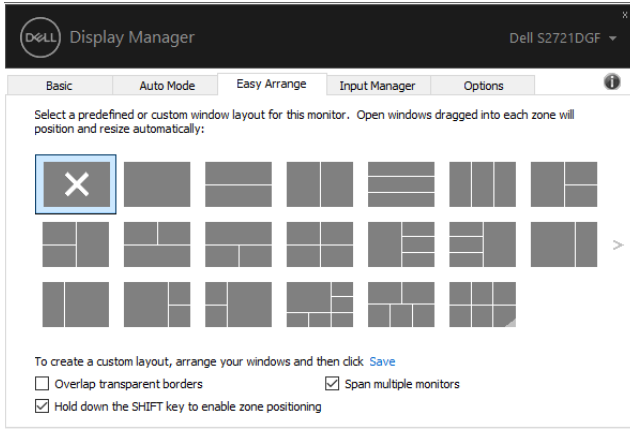 x
DELL Display Manager Dell S2721DGF
Basic Auto Mode Easy Arrange Input Manager Options i
Select a predefined or custom window layout for this monitor. Open windows dragged into each zone will
position and resize automatically:
To create a custom layout, arrange your windows and then click Save
Overlap transparent borders Span multiple monitors
Hold down the SHIFT key to enable zone positioning